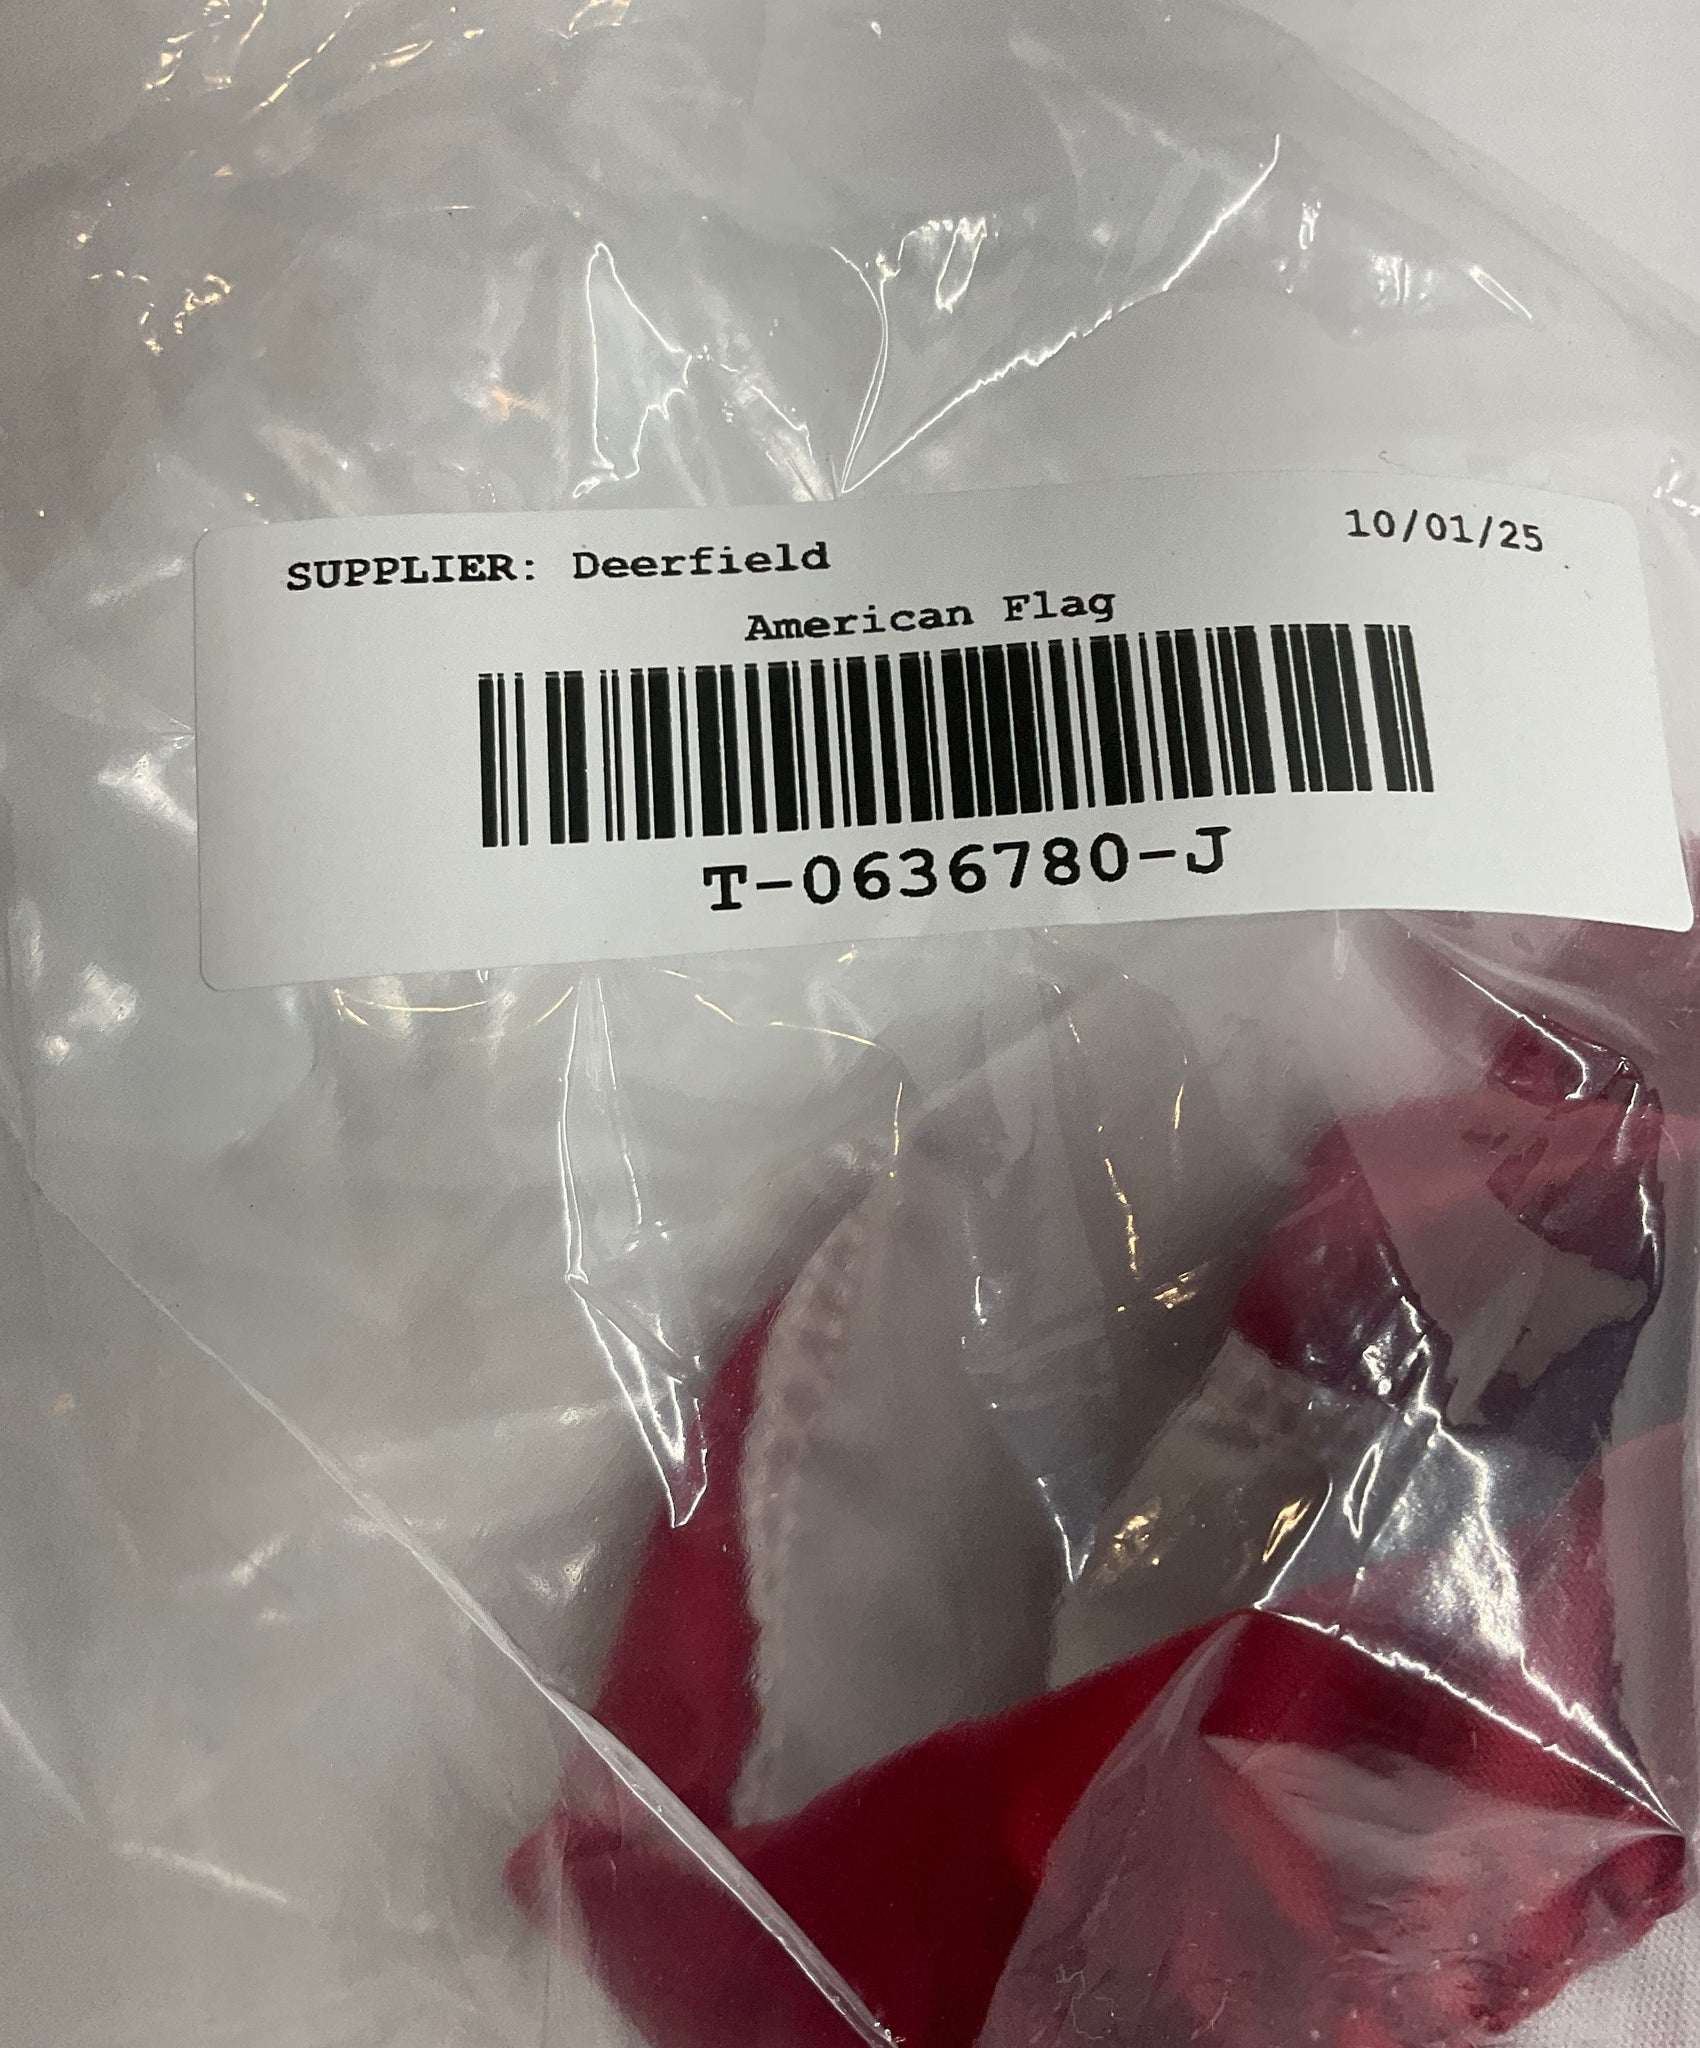 SUPPLIER: Deerfield
10/01/25
American Flag
T-0636780-J